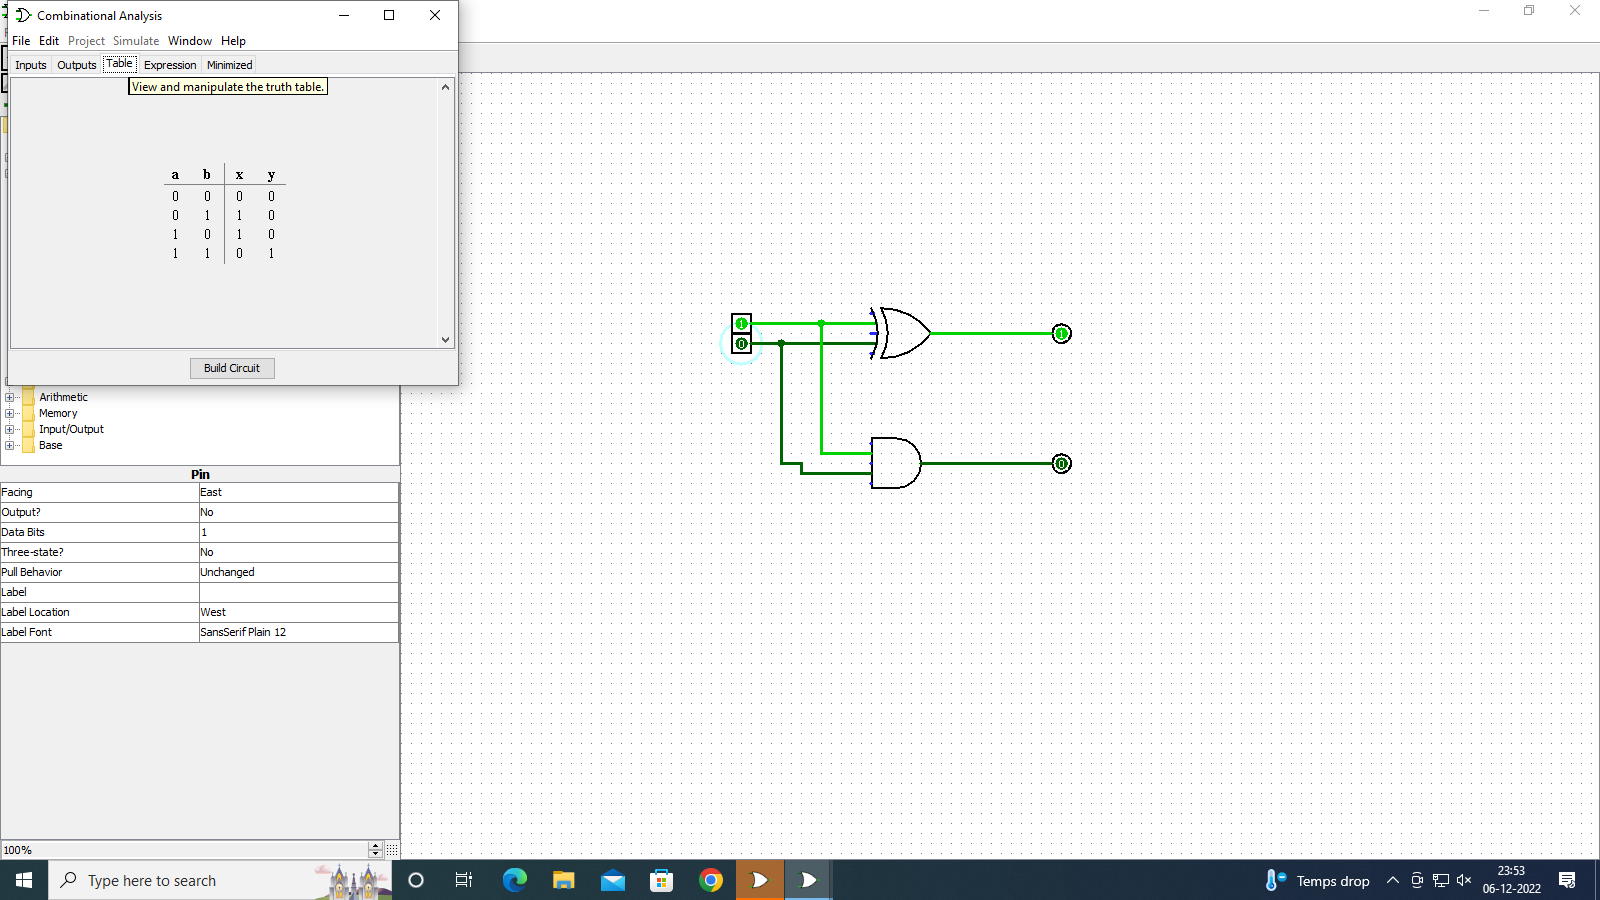 Combinational Analysis
File Edit Project Simulate Window Help
Inputs Outputs Table Expression Minimized
View and manipulate the truth table.
a b x y
0 0 0 0
0 1 1 0
1 0 1 0
1 1 0 1
Build Circuit
1
0
1
0
Arithmetic
Memory
Input/Output
Base
Pin
Facing East
Output? No
Data Bits 1
Three-state? No
Pull Behavior Unchanged
Label
Label Location West
Label Font SansSerif Plain 12
100%
Type here to search
Temps drop
23:53
06-12-2022